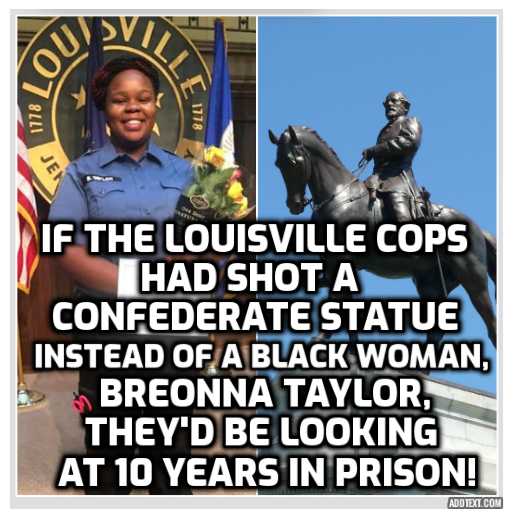 LOUISVILLE
1778
1778
JE
IF THE LOUISVILLE COPS
HAD SHOT A
CONFEDERATE STATUE
INSTEAD OF A BLACK WOMAN,
BREONNA TAYLOR,
THEY'D BE LOOKING
AT 10 YEARS IN PRISON!
ADDTEXT.COM